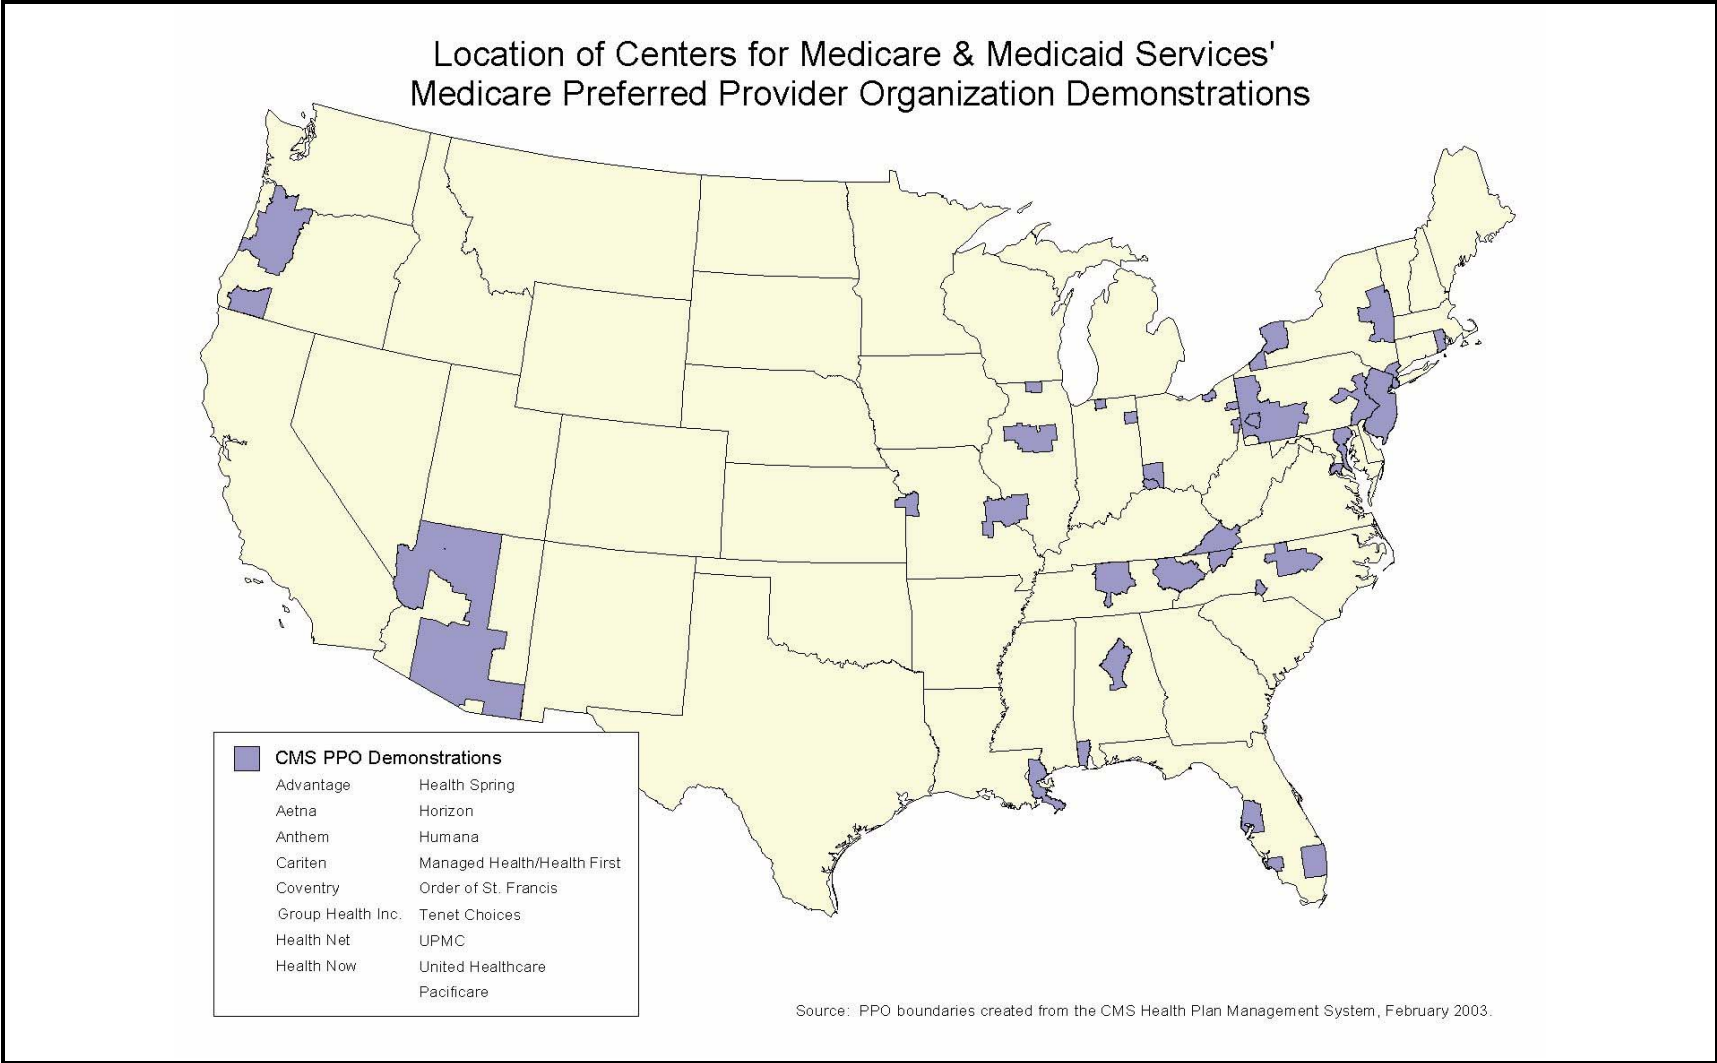 Location of Centers for Medicare & Medicaid Services'
Medicare Preferred Provider Organization Demonstrations
CMS PPO Demonstrations
Advantage
Aetna
Anthem
Cariten
Coventry
Group Health Inc.
Health Net
Health Now
Health Spring
Horizon
Humana
Managed Health/Health First
Order of St. Francis
Tenet Choices
UPMC
United Healthcare
Pacificare
Source: PPO boundaries created from the CMS Health Plan Management System, February 2003.